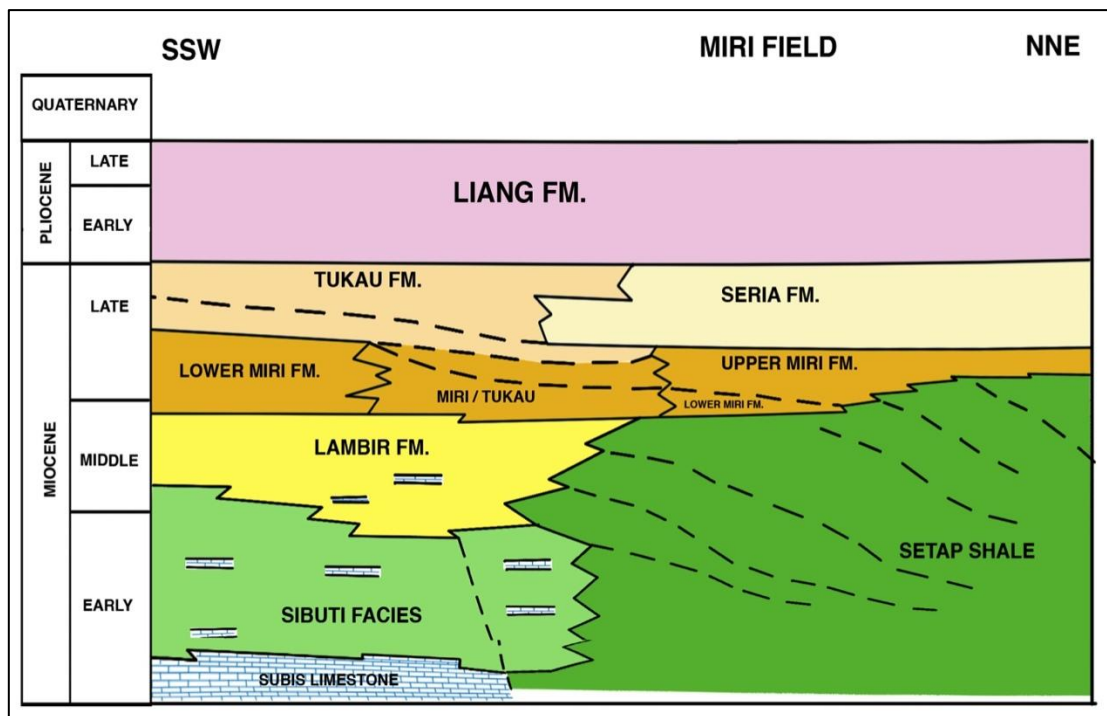 SSW
MIRI FIELD
NNE
QUATERNARY
PLIOCENE
LATE
EARLY
LIANG FM.
MIOCENE
LATE
MIDDLE
EARLY
TUKAU FM.
SERIA FM.
LOWER MIRI FM.
MIRI / TUKAU
UPPER MIRI FM.
LOWER MIRI FM.
LAMBIR FM.
SETAP SHALE
SIBUTI FACIES
SUBIS LIMESTONE